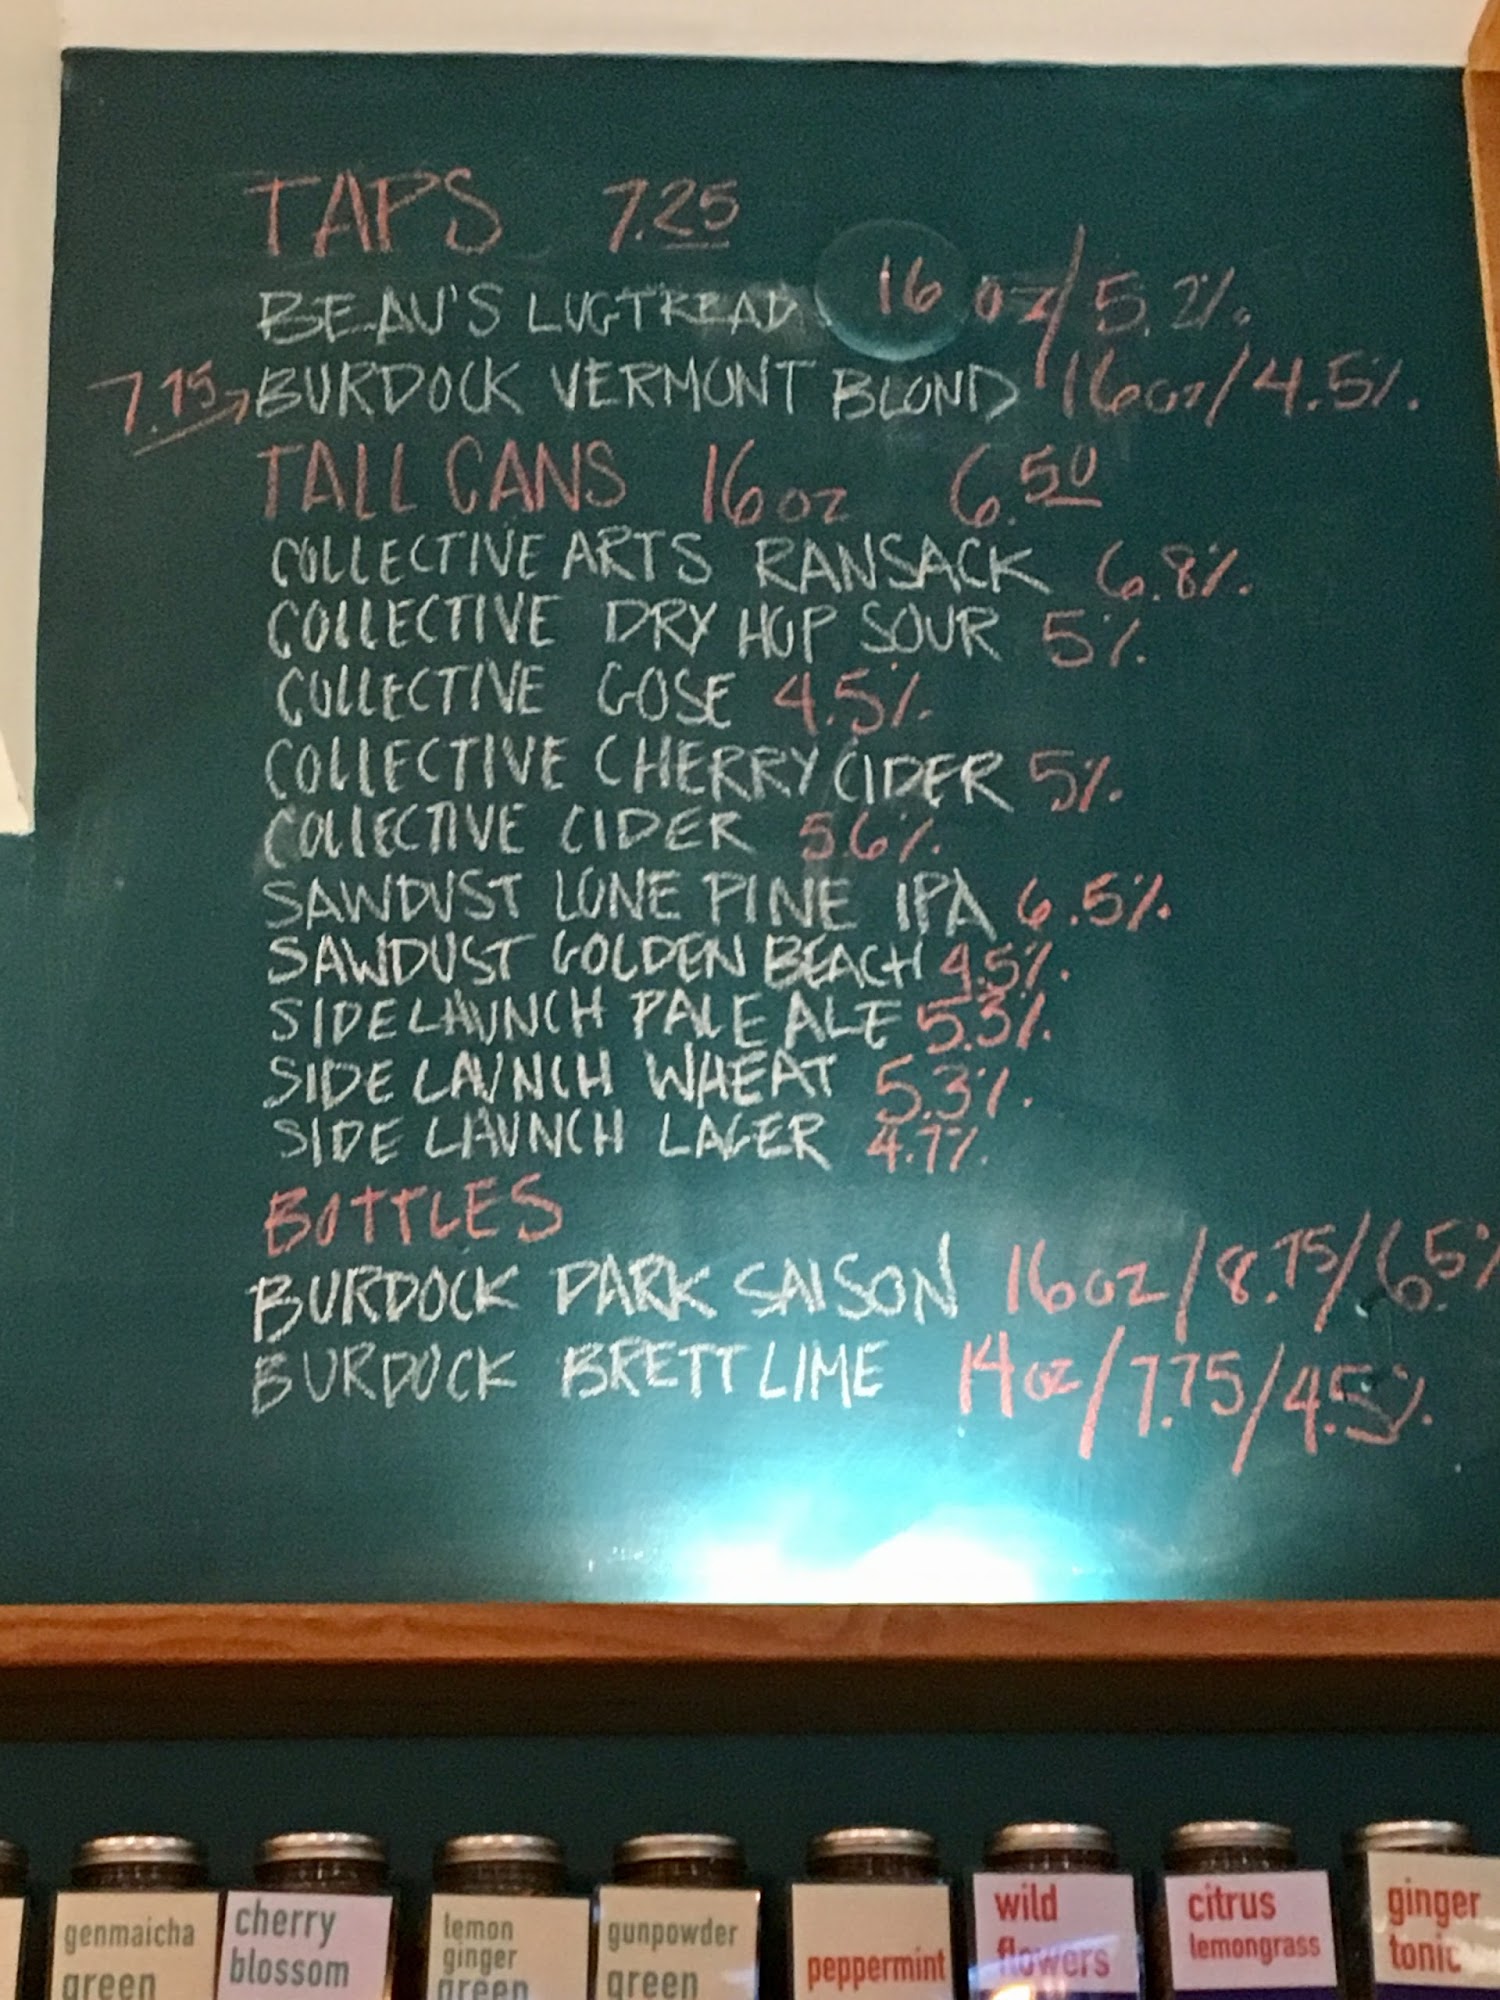 TAPS 7.25
BEAU'S LUGTREAD 16 oz/5.2%
7.75 → BURDOCK VERMONT BLOND 16oz/4.5%
TALL CANS 16oz 6.50
COLLECTIVE ARTS RANSACK 6.8%
COLLECTIVE DRY HOP SOUR 5%
COLLECTIVE GOSE 4.5%
COLLECTIVE CHERRY CIDER 5%
COLLECTIVE CIDER 5.6%
SAWDUST LONE PINE IPA 6.5%
SAWDUST GOLDEN BEACH 4.5%
SIDE LAUNCH PALE ALE 5.3%
SIDE LAUNCH WHEAT 5.3%
SIDE LAUNCH LAGER 4.7%
BOTTLES
BURDOCK PARK SAISON 16oz/8.75/6.5%
BURDOCK BRETT LIME 14oz/7.75/4.5%
genmaicha
green
cherry
blossom
lemon
ginger
green
gunpowder
green
peppermint
wild
flowers
citrus
lemongrass
ginger
tonic